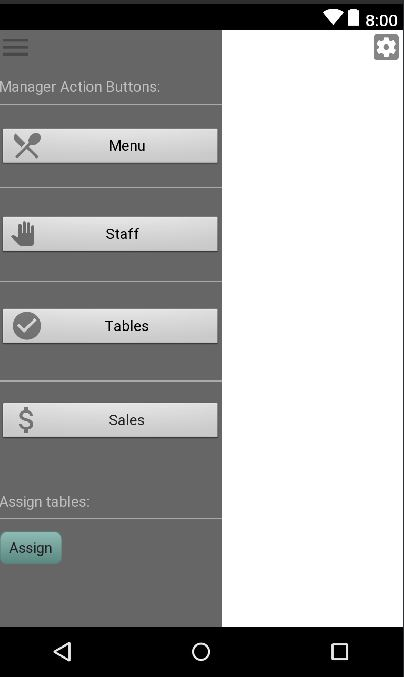 8:00
Manager Action Buttons:
Menu
Staff
Tables
Sales
Assign tables:
Assign